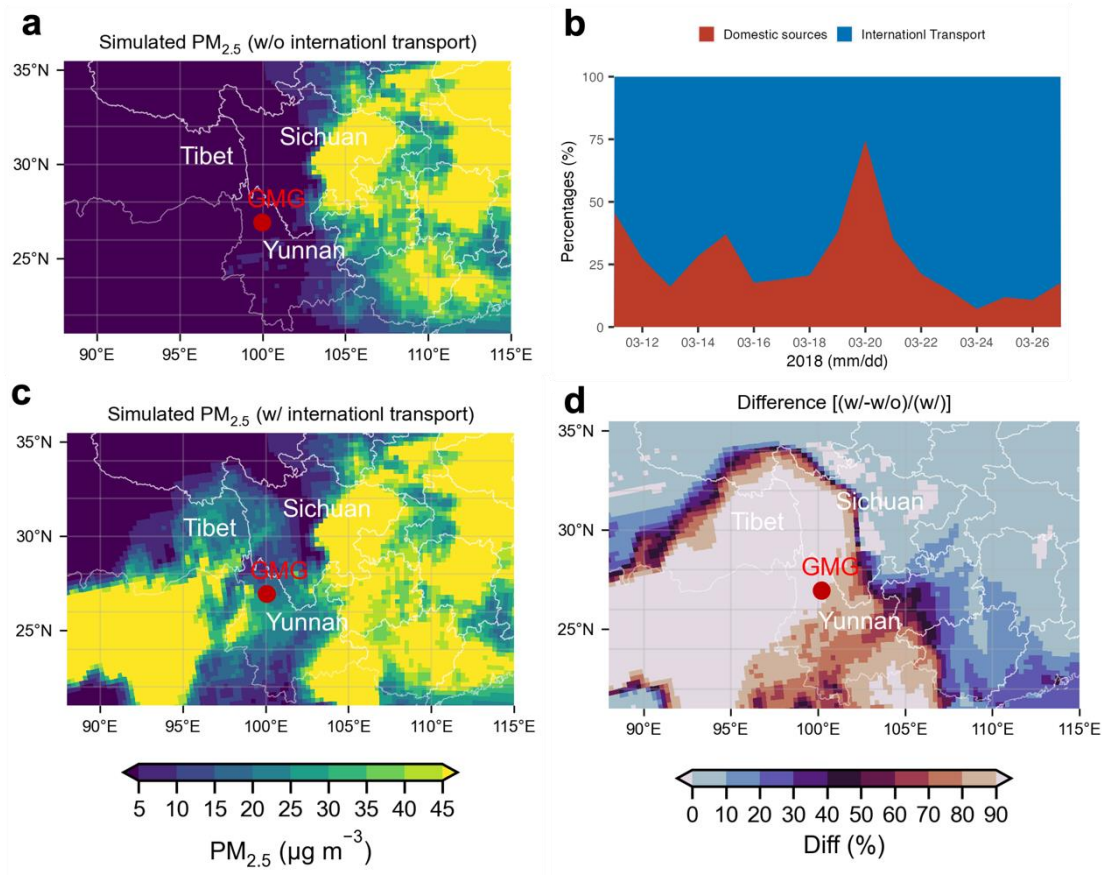 a
Simulated PM2.5 (w/o internationl transport)
35°N
30°N
25°N
90°E 95°E 100°E 105°E 110°E 115°E
Tibet
Sichuan
GMG
Yunnan
b
Domestic sources Internationl Transport
Percentages (%)
100
75
50
25
0
03-12 03-14 03-16 03-18 03-20 03-22 03-24 03-26
2018 (mm/dd)
c
Simulated PM2.5 (w/ internationl transport)
35°N
30°N
25°N
90°E 95°E 100°E 105°E 110°E 115°E
Tibet
Sichuan
GMG
Yunnan
5 10 15 20 25 30 35 40 45
PM2.5 (μg m−3)
d
Difference [(w/-w/o)/(w/)]
35°N
30°N
25°N
90°E 95°E 100°E 105°E 110°E 115°E
Tibet
Sichuan
GMG
Yunnan
0 10 20 30 40 50 60 70 80 90
Diff (%)